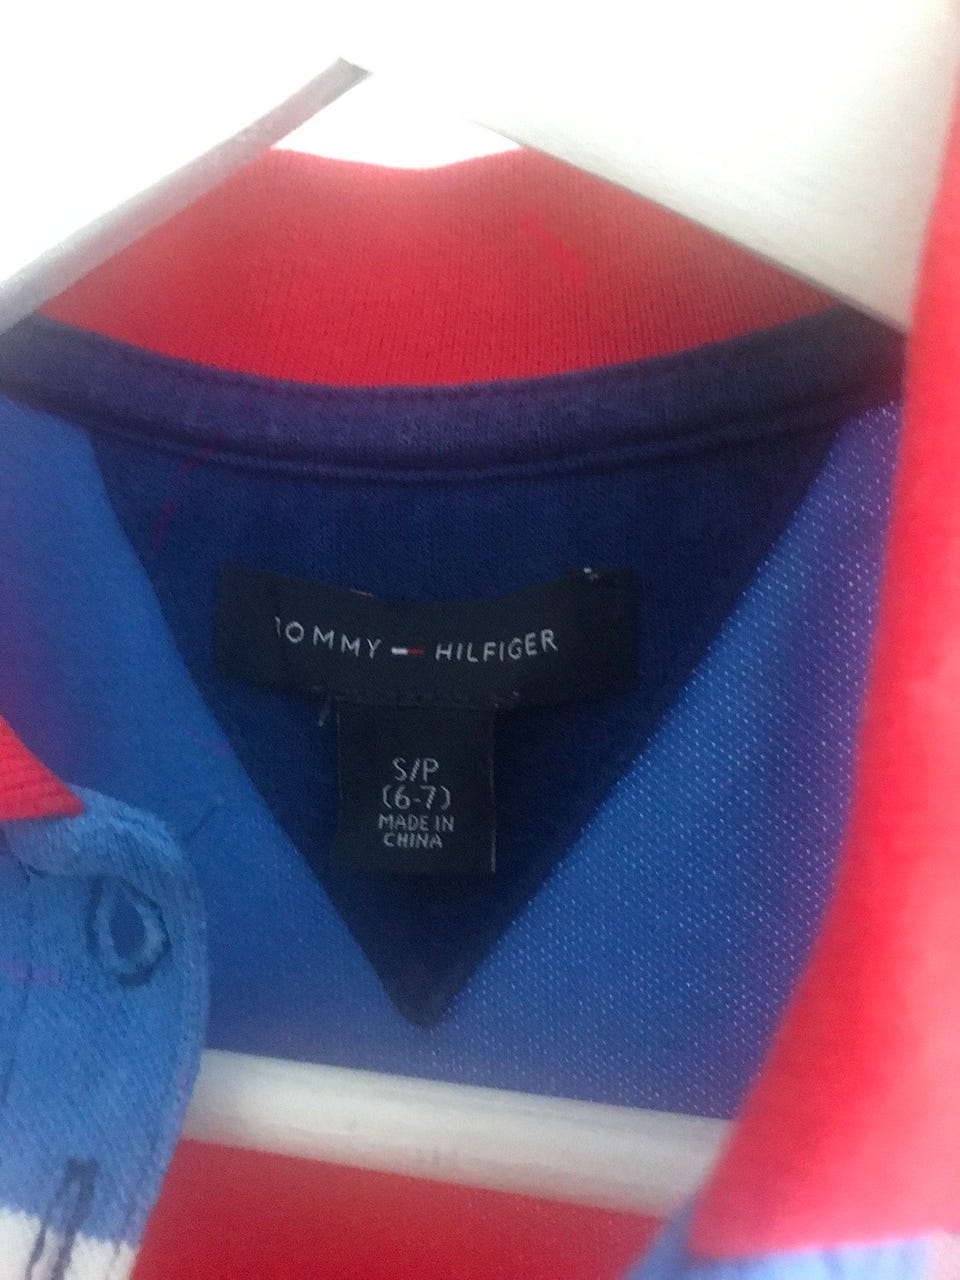 TOMMY HILFIGER
S/P
(6-7)
MADE IN
CHINA